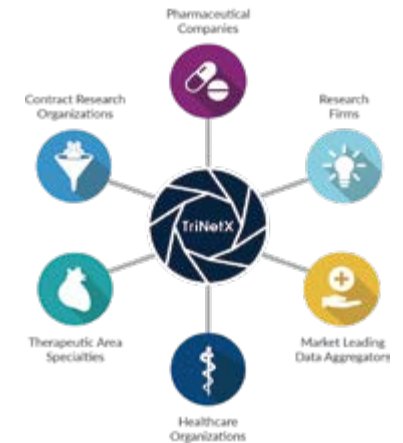 Pharmaceutical
Companies
Contract Research
Organizations
Research
Firms
TriNetX
Therapeutic Area
Specialties
Market Leading
Data Aggregators
Healthcare
Organizations